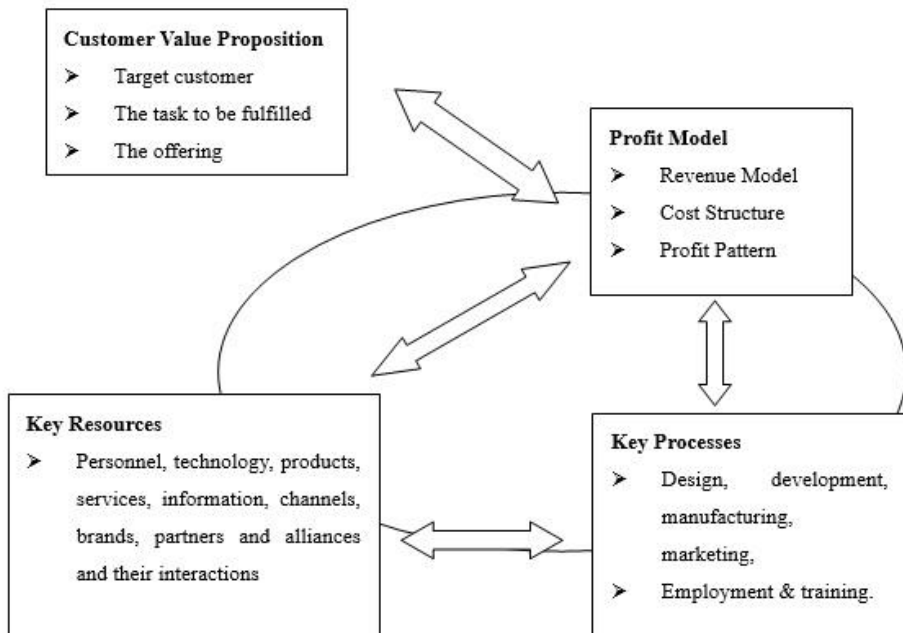 Customer Value Proposition
➤ Target customer
➤ The task to be fulfilled
➤ The offering
Profit Model
➤ Revenue Model
➤ Cost Structure
➤ Profit Pattern
Key Resources
➤ Personnel, technology, products,
services, information, channels,
brands, partners and alliances
and their interactions
Key Processes
➤ Design, development,
manufacturing,
marketing,
➤ Employment & training.